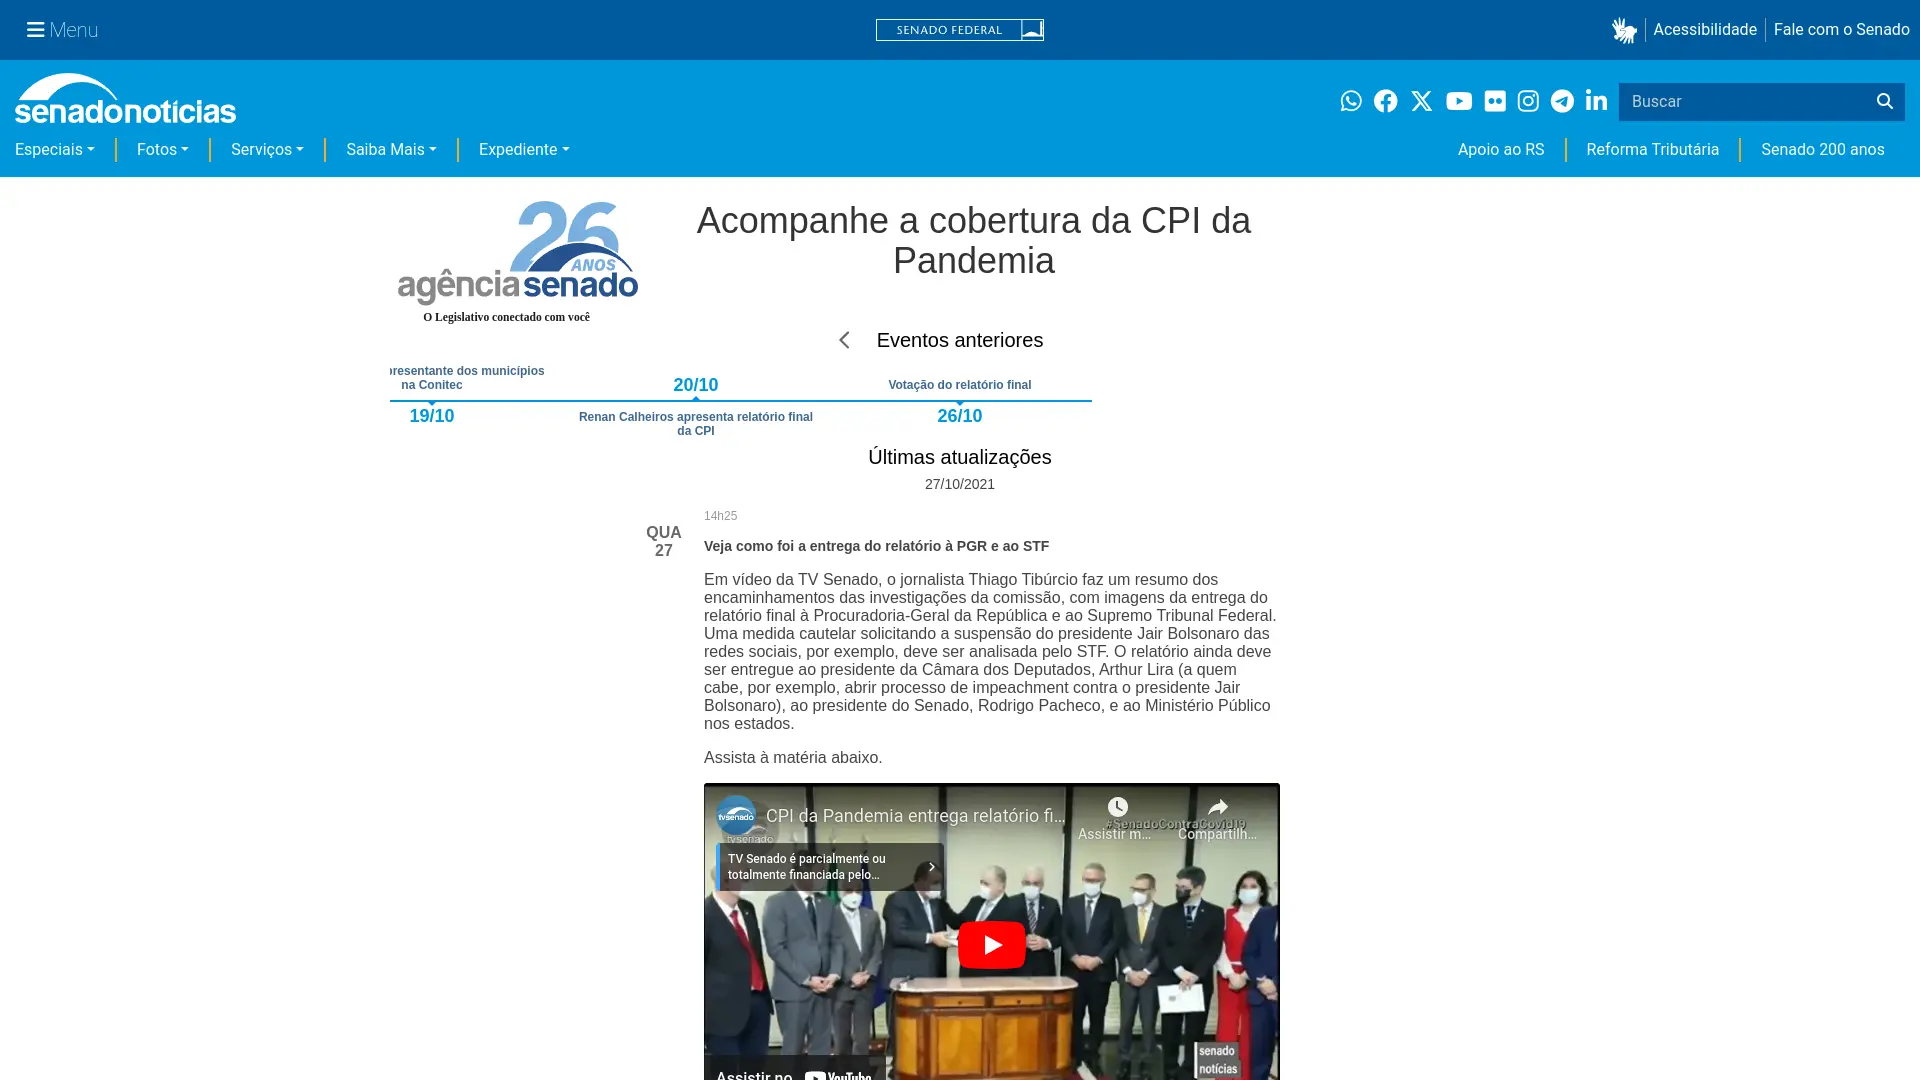 Menu
SENADO FEDERAL
Acessibilidade
Fale com o Senado
senadonotícias
Buscar
Especiais
Fotos
Serviços
Saiba Mais
Expediente
Apoio ao RS
Reforma Tributária
Senado 200 anos
26
ANOS
agênciasenado
O Legislativo conectado com você
Acompanhe a cobertura da CPI da
Pandemia
Eventos anteriores
presentante dos municípios
na Conitec
19/10
20/10
Renan Calheiros apresenta relatório final
da CPI
Votação do relatório final
26/10
Últimas atualizações
27/10/2021
QUA
27
14h25
Veja como foi a entrega do relatório à PGR e ao STF
Em vídeo da TV Senado, o jornalista Thiago Tibúrcio faz um resumo dos
encaminhamentos das investigações da comissão, com imagens da entrega do
relatório final à Procuradoria-Geral da República e ao Supremo Tribunal Federal.
Uma medida cautelar solicitando a suspensão do presidente Jair Bolsonaro das
redes sociais, por exemplo, deve ser analisada pelo STF. O relatório ainda deve
ser entregue ao presidente da Câmara dos Deputados, Arthur Lira (a quem
cabe, por exemplo, abrir processo de impeachment contra o presidente Jair
Bolsonaro), ao presidente do Senado, Rodrigo Pacheco, e ao Ministério Público
nos estados.
Assista à matéria abaixo.
tvsenado
CPI da Pandemia entrega relatório fi...
tvsenado
#SenadoContraCovid19
Assistir m...
Compartilh...
TV Senado é parcialmente ou
totalmente financiada pelo...
Assistir no YouTube
senado
notícias